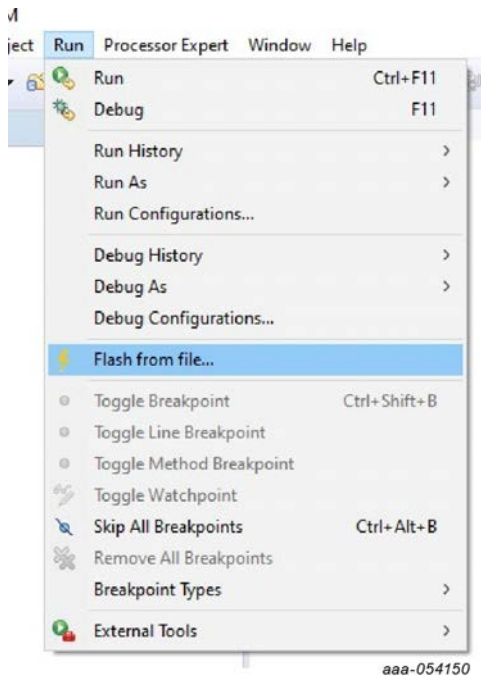 ject Run Processor Expert Window Help
Run Ctrl+F11
Debug F11
Run History
Run As
Run Configurations...
Debug History
Debug As
Debug Configurations...
Flash from file...
Toggle Breakpoint Ctrl+Shift+B
Toggle Line Breakpoint
Toggle Method Breakpoint
Toggle Watchpoint
Skip All Breakpoints Ctrl+Alt+B
Remove All Breakpoints
Breakpoint Types
External Tools
aaa-054150